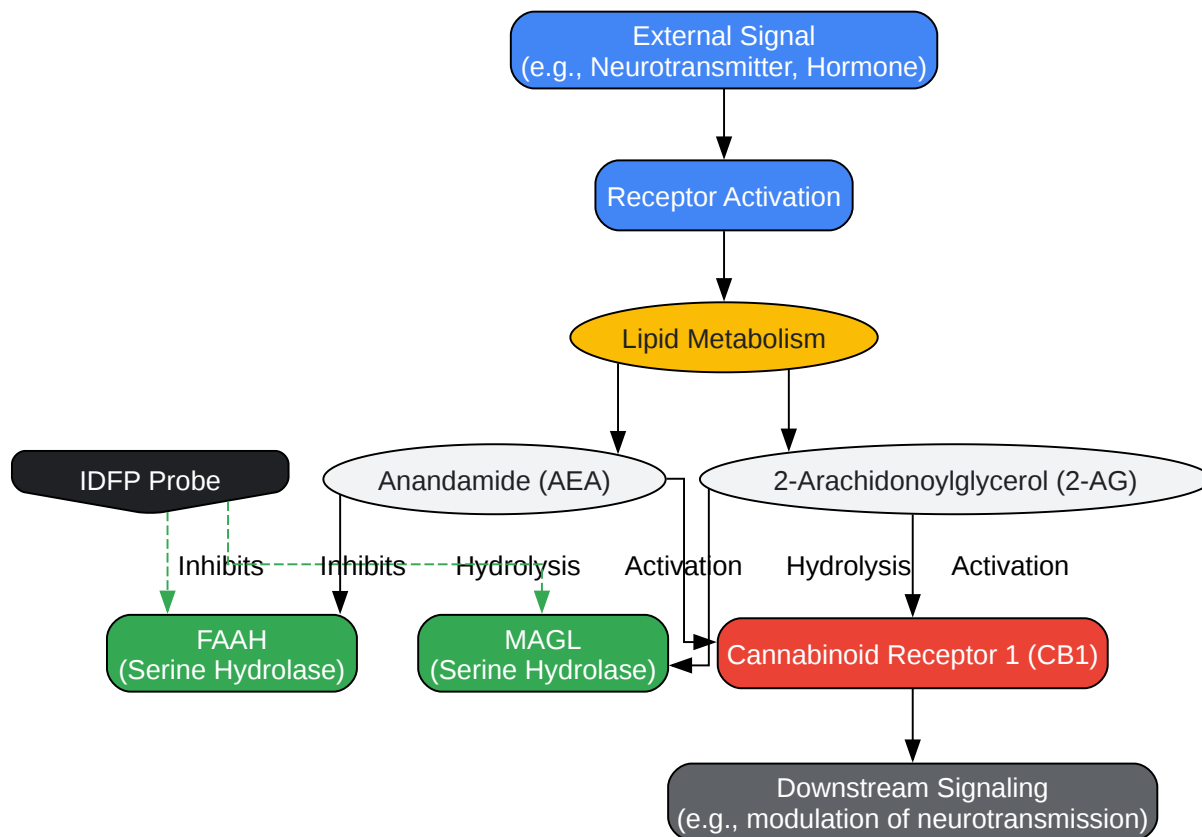 External Signal
(e.g., Neurotransmitter, Hormone)
Receptor Activation
Lipid Metabolism
IDFP Probe
Anandamide (AEA)
2-Arachidonoylglycerol (2-AG)
Inhibits
Inhibits
Hydrolysis
Activation
Hydrolysis
Activation
FAAH
(Serine Hydrolase)
MAGL
(Serine Hydrolase)
Cannabinoid Receptor 1 (CB1)
Downstream Signaling
(e.g., modulation of neurotransmission)